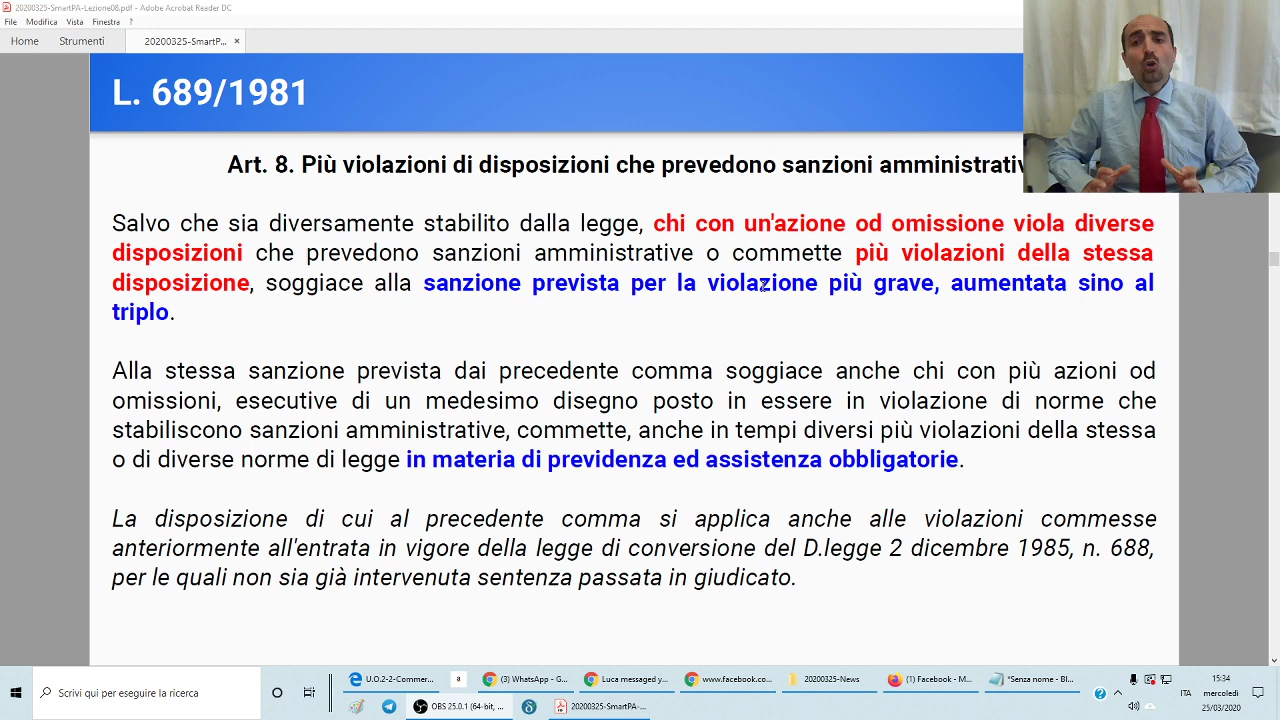 20200325-SmartPA-Lezione08.pdf - Adobe Acrobat Reader DC
File Modifica Vista Finestra ?
Home Strumenti 20200325-SmartP... ×
L. 689/1981
Art. 8. Più violazioni di disposizioni che prevedono sanzioni amministrativ
Salvo che sia diversamente stabilito dalla legge, chi con un'azione od omissione viola diverse
disposizioni che prevedono sanzioni amministrative o commette più violazioni della stessa
disposizione, soggiace alla sanzione prevista per la violazione più grave, aumentata sino al
triplo.
Alla stessa sanzione prevista dai precedente comma soggiace anche chi con più azioni od
omissioni, esecutive di un medesimo disegno posto in essere in violazione di norme che
stabiliscono sanzioni amministrative, commette, anche in tempi diversi più violazioni della stessa
o di diverse norme di legge in materia di previdenza ed assistenza obbligatorie.
La disposizione di cui al precedente comma si applica anche alle violazioni commesse
anteriormente all'entrata in vigore della legge di conversione del D.legge 2 dicembre 1985, n. 688,
per le quali non sia già intervenuta sentenza passata in giudicato.
U.O.2-2-Commer... 8 (3) WhatsApp - G... Luca messaged y... www.facebook.co... 20200325-News (1) Facebook - M... *Senza nome - Bl... 15:34
Scrivi qui per eseguire la ricerca ITA mercoledì
OBS 25.0.1 (64-bit, ... 20200325-SmartPA-... 25/03/2020